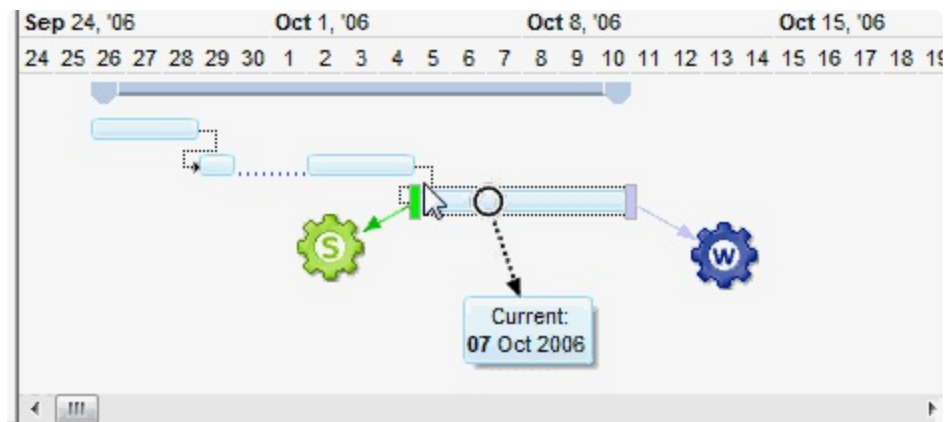 Sep 24, '06 Oct 1, '06 Oct 8, '06 Oct 15, '06
24 25 26 27 28 29 30 1 2 3 4 5 6 7 8 9 10 11 12 13 14 15 16 17 18 19
S
W
Current:
07 Oct 2006